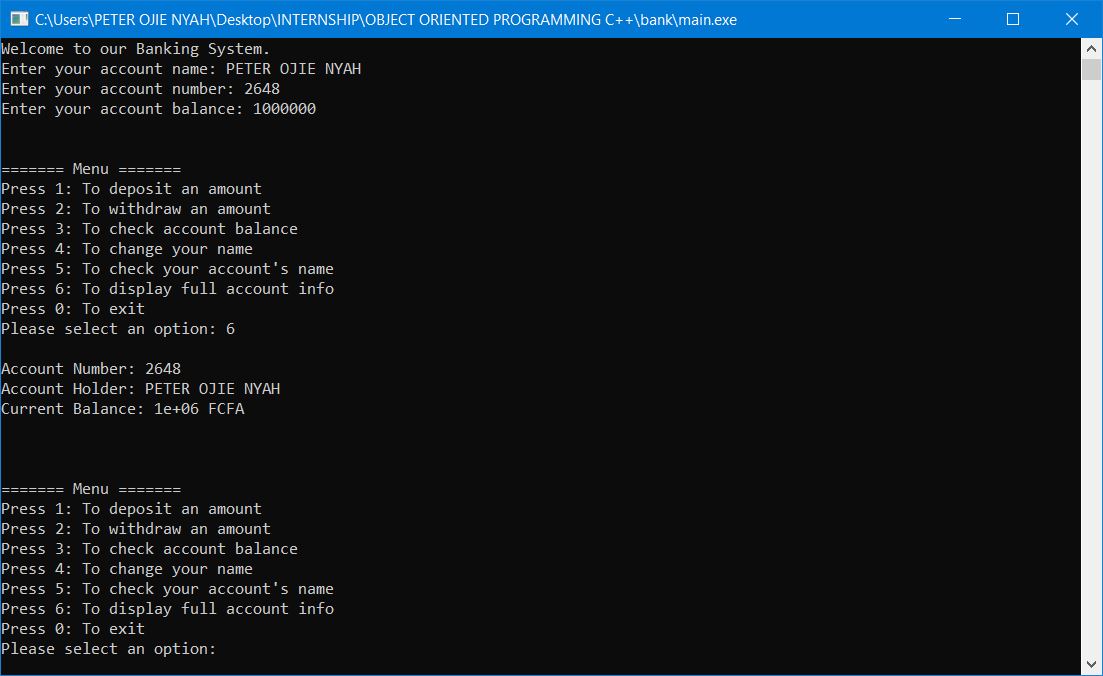 C:\Users\PETER OJIE NYAH\Desktop\INTERNSHIP\OBJECT ORIENTED PROGRAMMING C++\bank\main.exe
Welcome to our Banking System.
Enter your account name: PETER OJIE NYAH
Enter your account number: 2648
Enter your account balance: 1000000
======= Menu =======
Press 1: To deposit an amount
Press 2: To withdraw an amount
Press 3: To check account balance
Press 4: To change your name
Press 5: To check your account's name
Press 6: To display full account info
Press 0: To exit
Please select an option: 6
Account Number: 2648
Account Holder: PETER OJIE NYAH
Current Balance: 1e+06 FCFA
======= Menu =======
Press 1: To deposit an amount
Press 2: To withdraw an amount
Press 3: To check account balance
Press 4: To change your name
Press 5: To check your account's name
Press 6: To display full account info
Press 0: To exit
Please select an option: